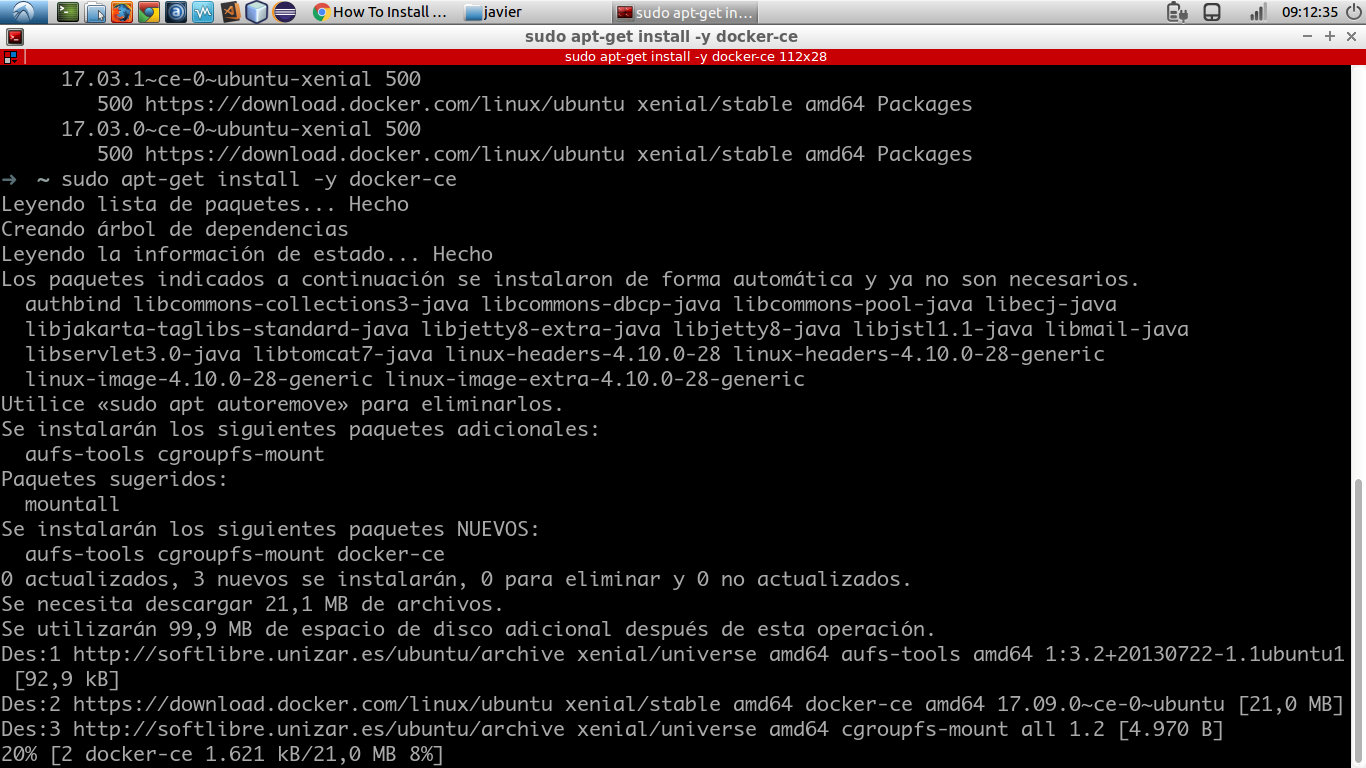 How To Install ...
javier
sudo apt-get in...
09:12:35
sudo apt-get install -y docker-ce
sudo apt-get install -y docker-ce 112x28
17.03.1~ce-0~ubuntu-xenial 500
500 https://download.docker.com/linux/ubuntu xenial/stable amd64 Packages
17.03.0~ce-0~ubuntu-xenial 500
500 https://download.docker.com/linux/ubuntu xenial/stable amd64 Packages
➜  ~ sudo apt-get install -y docker-ce
Leyendo lista de paquetes... Hecho
Creando árbol de dependencias
Leyendo la información de estado... Hecho
Los paquetes indicados a continuación se instalaron de forma automática y ya no son necesarios.
authbind libcommons-collections3-java libcommons-dbcp-java libcommons-pool-java libecj-java
libjakarta-taglibs-standard-java libjetty8-extra-java libjetty8-java libjstl1.1-java libmail-java
libservlet3.0-java libtomcat7-java linux-headers-4.10.0-28 linux-headers-4.10.0-28-generic
linux-image-4.10.0-28-generic linux-image-extra-4.10.0-28-generic
Utilice «sudo apt autoremove» para eliminarlos.
Se instalarán los siguientes paquetes adicionales:
aufs-tools cgroupfs-mount
Paquetes sugeridos:
mountall
Se instalarán los siguientes paquetes NUEVOS:
aufs-tools cgroupfs-mount docker-ce
0 actualizados, 3 nuevos se instalarán, 0 para eliminar y 0 no actualizados.
Se necesita descargar 21,1 MB de archivos.
Se utilizarán 99,9 MB de espacio de disco adicional después de esta operación.
Des:1 http://softlibre.unizar.es/ubuntu/archive xenial/universe amd64 aufs-tools amd64 1:3.2+20130722-1.1ubuntu1
[92,9 kB]
Des:2 https://download.docker.com/linux/ubuntu xenial/stable amd64 docker-ce amd64 17.09.0~ce-0~ubuntu [21,0 MB]
Des:3 http://softlibre.unizar.es/ubuntu/archive xenial/universe amd64 cgroupfs-mount all 1.2 [4.970 B]
20% [2 docker-ce 1.621 kB/21,0 MB 8%]